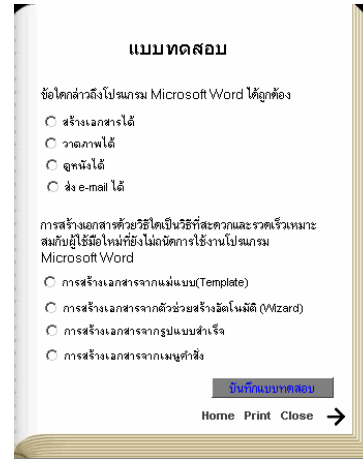 แบบทดสอบ
ข้อใดกล่าวถึงโปรแกรม Microsoft Word ได้ถูกต้อง
สร้างเอกสารได้
วาดภาพได้
ดูหนังได้
ส่ง e-mail ได้
การสร้างเอกสารด้วยวิธีใดเป็นวิธีที่สะดวกและรวดเร็วเหมาะ
สมกับผู้ใช้มือใหม่ที่ยังไม่ถนัดการใช้งานโปรแกรม
Microsoft Word
การสร้างเอกสารจากแม่แบบ(Template)
การสร้างเอกสารจากตัวช่วยสร้างอัตโนมัติ (Wizard)
การสร้างเอกสารจากรูปแบบสำเร็จ
การสร้างเอกสารจากเมนูคำสั่ง
บันทึกแบบทดสอบ
Home Print Close